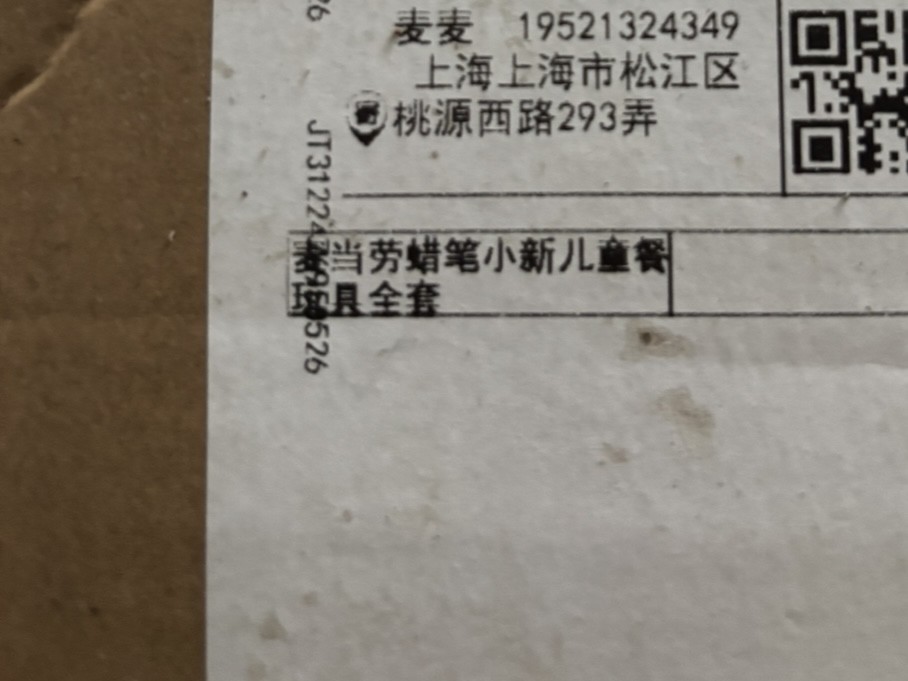 麦麦 19521324349
上海上海市松江区
桃源西路293弄
麦当劳蜡笔小新儿童餐
玩具全套